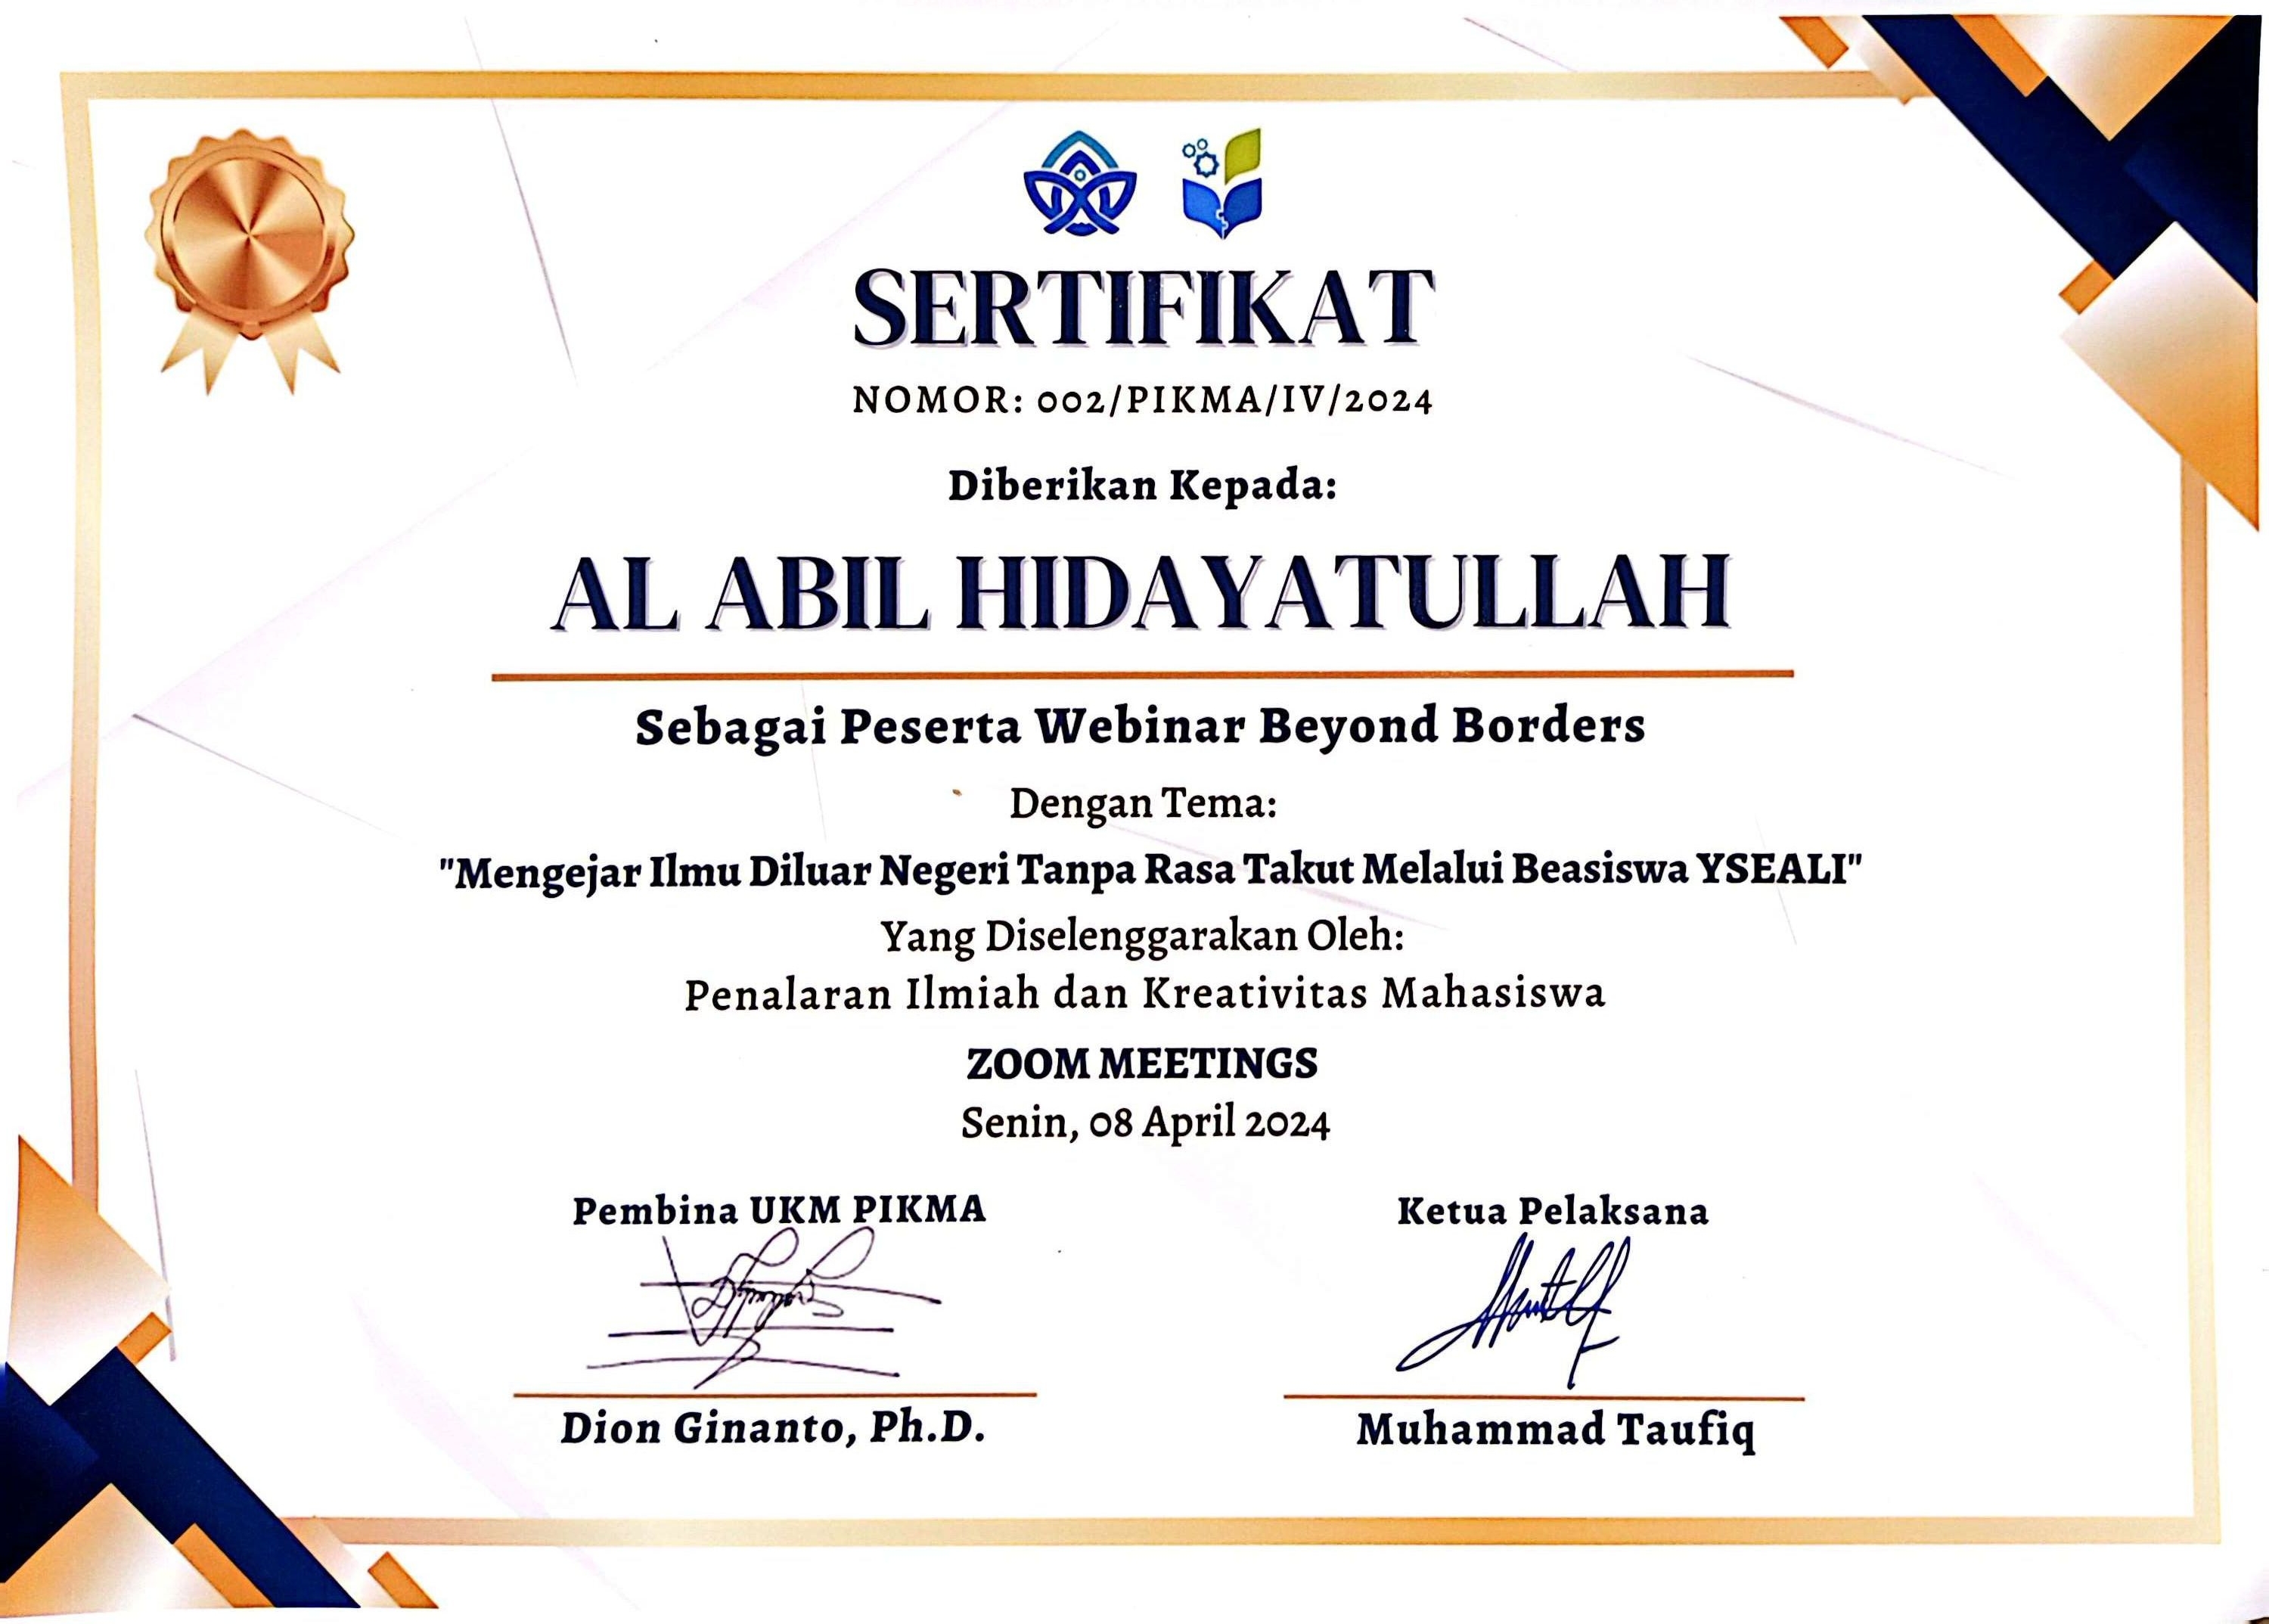 SERTIFIKAT
NOMOR: 002/PIKMA/IV/2024
Diberikan Kepada:
AL ABIL HIDAYATULLAH
Sebagai Peserta Webinar Beyond Borders
Dengan Tema:
"Mengejar Ilmu Diluar Negeri Tanpa Rasa Takut Melalui Beasiswa YSEALI"
Yang Diselenggarakan Oleh:
Penalaran Ilmiah dan Kreativitas Mahasiswa
ZOOM MEETINGS
Senin, 08 April 2024
Pembina UKM PIKMA
Ketua Pelaksana
Dion Ginanto, Ph.D.
Muhammad Taufiq